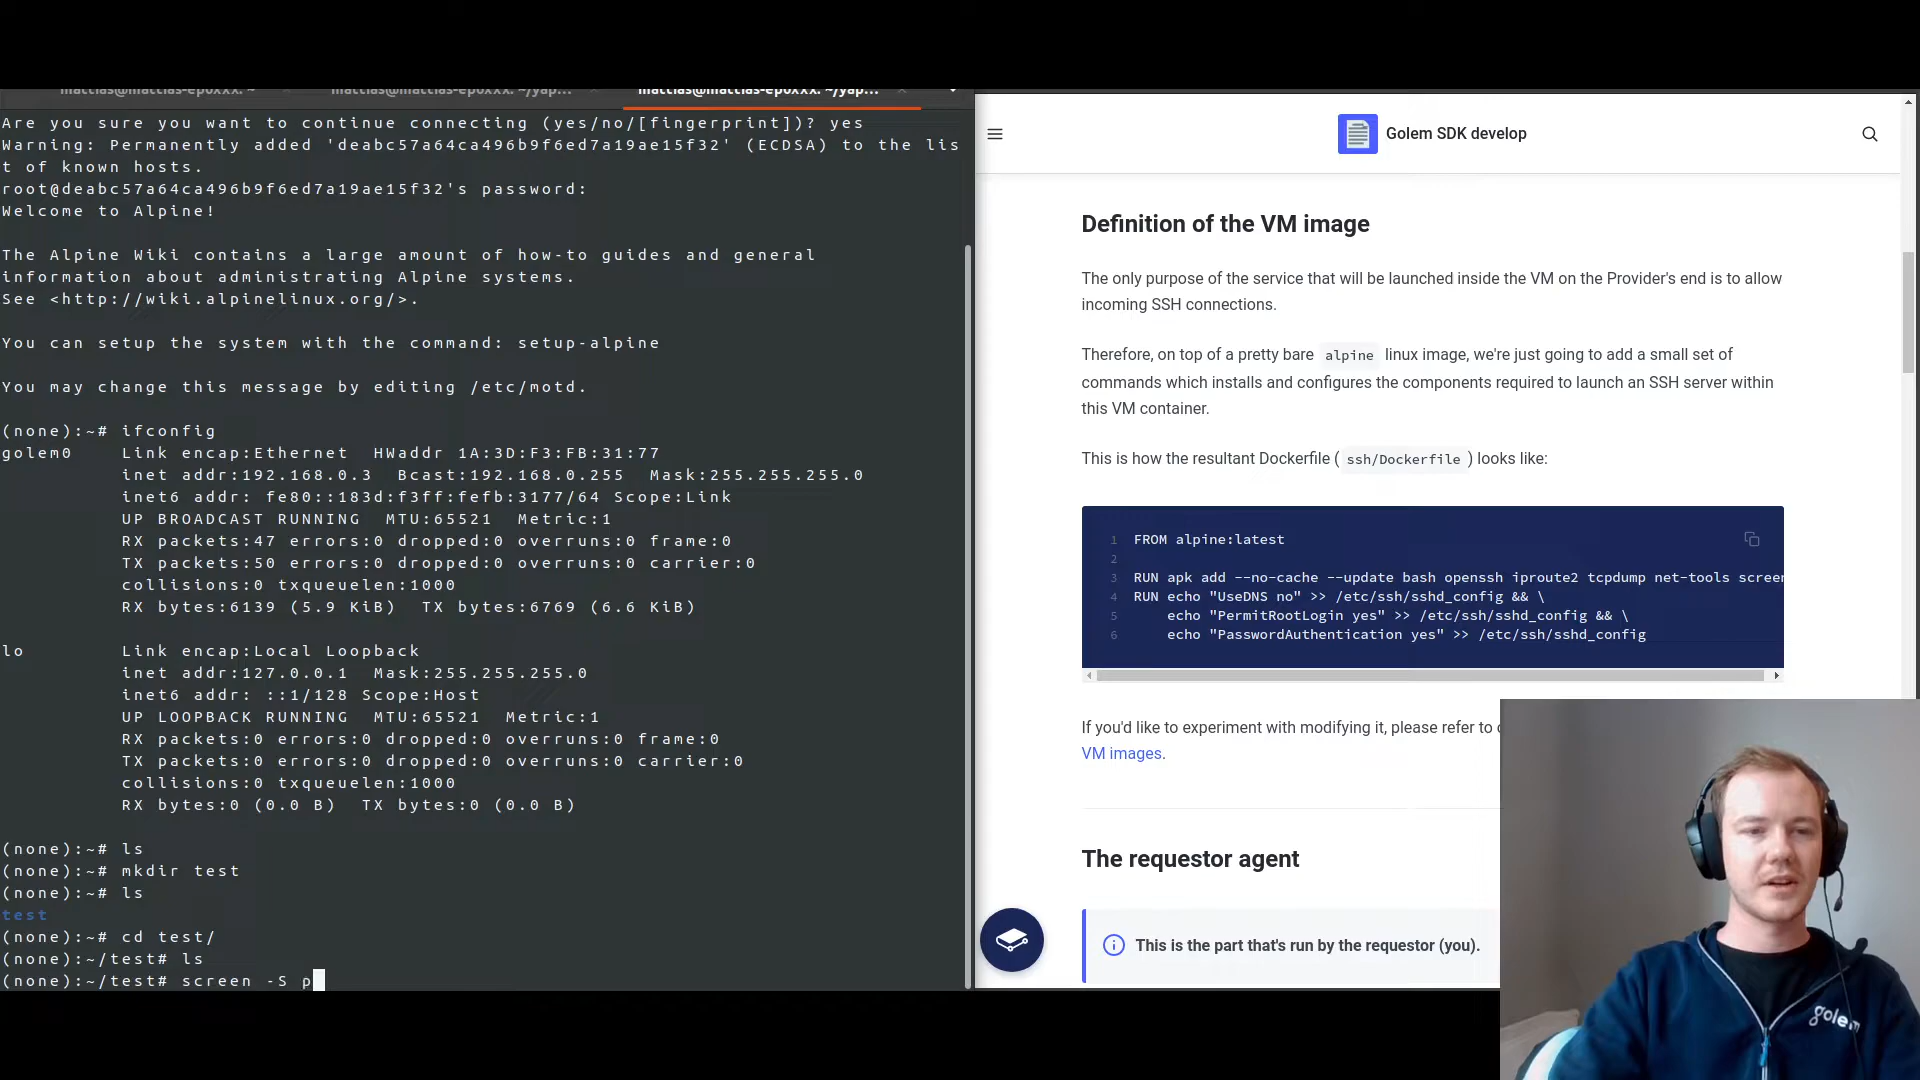 mattias@mattias-ep0xxx: ~
mattias@mattias-ep0xxx: ~/yap...
mattias@mattias-ep0xxx: ~/yap...
Are you sure you want to continue connecting (yes/no/[fingerprint])? yes
Warning: Permanently added 'deabc57a64ca496b9f6ed7a19ae15f32' (ECDSA) to the lis
t of known hosts.
root@deabc57a64ca496b9f6ed7a19ae15f32's password:
Welcome to Alpine!
The Alpine Wiki contains a large amount of how-to guides and general
information about administrating Alpine systems.
See <http://wiki.alpinelinux.org/>.
You can setup the system with the command: setup-alpine
You may change this message by editing /etc/motd.
(none):~# ifconfig
golem0    Link encap:Ethernet  HWaddr 1A:3D:F3:FB:31:77
inet addr:192.168.0.3  Bcast:192.168.0.255  Mask:255.255.255.0
inet6 addr: fe80::183d:f3ff:fefb:3177/64 Scope:Link
UP BROADCAST RUNNING  MTU:65521  Metric:1
RX packets:47 errors:0 dropped:0 overruns:0 frame:0
TX packets:50 errors:0 dropped:0 overruns:0 carrier:0
collisions:0 txqueuelen:1000
RX bytes:6139 (5.9 KiB)  TX bytes:6769 (6.6 KiB)
lo        Link encap:Local Loopback
inet addr:127.0.0.1  Mask:255.255.255.0
inet6 addr: ::1/128 Scope:Host
UP LOOPBACK RUNNING  MTU:65521  Metric:1
RX packets:0 errors:0 dropped:0 overruns:0 frame:0
TX packets:0 errors:0 dropped:0 overruns:0 carrier:0
collisions:0 txqueuelen:1000
RX bytes:0 (0.0 B)  TX bytes:0 (0.0 B)
(none):~# ls
(none):~# mkdir test
(none):~# ls
test
(none):~# cd test/
(none):~/test# ls
(none):~/test# screen -S p
Golem SDK develop
Definition of the VM image
The only purpose of the service that will be launched inside the VM on the Provider's end is to allow
incoming SSH connections.
Therefore, on top of a pretty bare alpine linux image, we're just going to add a small set of
commands which installs and configures the components required to launch an SSH server within
this VM container.
This is how the resultant Dockerfile ( ssh/Dockerfile ) looks like:
1 FROM alpine:latest
2
3 RUN apk add --no-cache --update bash openssh iproute2 tcpdump net-tools screen
4 RUN echo "UseDNS no" >> /etc/ssh/sshd_config && \
5     echo "PermitRootLogin yes" >> /etc/ssh/sshd_config && \
6     echo "PasswordAuthentication yes" >> /etc/ssh/sshd_config
If you'd like to experiment with modifying it, please refer to
VM images.
The requestor agent
This is the part that's run by the requestor (you).
golem